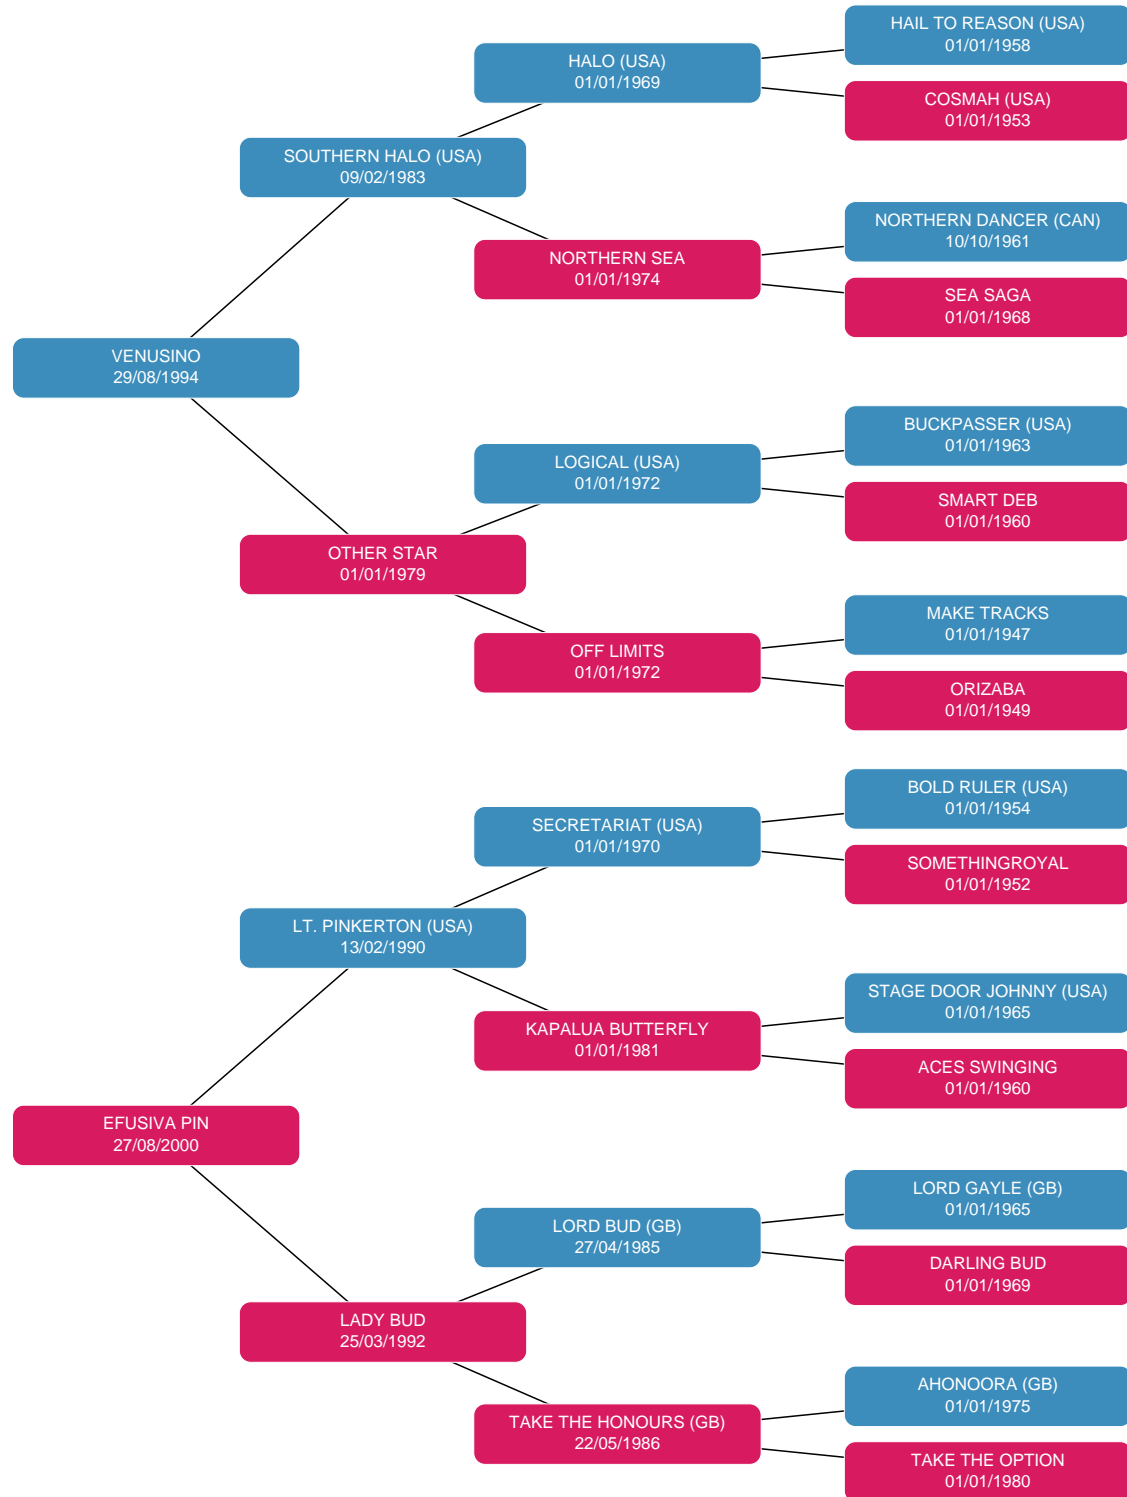 HAIL TO REASON (USA)
01/01/1958
HALO (USA)
01/01/1969
COSMAH (USA)
01/01/1953
SOUTHERN HALO (USA)
09/02/1983
NORTHERN DANCER (CAN)
10/10/1961
NORTHERN SEA
01/01/1974
SEA SAGA
01/01/1968
VENUSINO
29/08/1994
BUCKPASSER (USA)
01/01/1963
LOGICAL (USA)
01/01/1972
SMART DEB
01/01/1960
OTHER STAR
01/01/1979
MAKE TRACKS
01/01/1947
OFF LIMITS
01/01/1972
ORIZABA
01/01/1949
BOLD RULER (USA)
01/01/1954
SECRETARIAT (USA)
01/01/1970
SOMETHINGROYAL
01/01/1952
LT. PINKERTON (USA)
13/02/1990
STAGE DOOR JOHNNY (USA)
01/01/1965
KAPALUA BUTTERFLY
01/01/1981
ACES SWINGING
01/01/1960
EFUSIVA PIN
27/08/2000
LORD GAYLE (GB)
01/01/1965
LORD BUD (GB)
27/04/1985
DARLING BUD
01/01/1969
LADY BUD
25/03/1992
AHONOORA (GB)
01/01/1975
TAKE THE HONOURS (GB)
22/05/1986
TAKE THE OPTION
01/01/1980